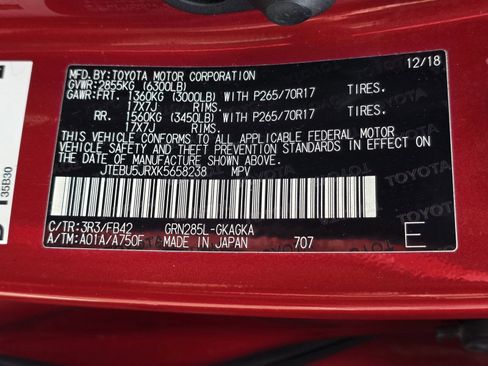 MFD. BY: TOYOTA MOTOR CORPORATION 12/18
GVWR: 2855KG (6300LB)
GAWR: FRT. 1360KG (3000LB) WITH P265/70R17 TIRES.
17X7J RIMS.
RR. 1560KG (3450LB) WITH P265/70R17 TIRES.
17X7J RIMS.
THIS VEHICLE CONFORMS TO ALL APPLICABLE FEDERAL MOTOR
VEHICLE SAFETY, BUMPER, AND THEFT PREVENTION STANDARDS
IN EFFECT ON THE DATE OF MANUFACTURE SHOWN ABOVE.
JTEBU5JRXK5658238 MPV
C/TR: 3R3/FB42 GRN285L-GKAGKA
A/TM: A01A/A750F MADE IN JAPAN 707 E
35B30